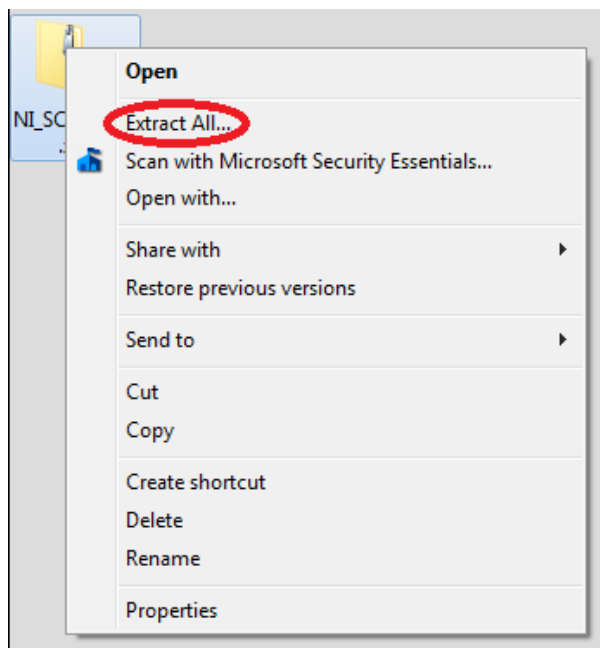 Open
NI_SC
Extract All...
Scan with Microsoft Security Essentials...
Open with...
Share with
Restore previous versions
Send to
Cut
Copy
Create shortcut
Delete
Rename
Properties